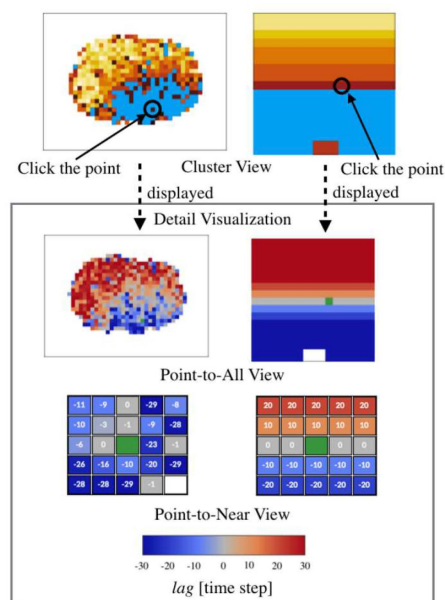 Click the point
Cluster View
Click the point
displayed
displayed
Detail Visualization
Point-to-All View
-11 -9 0 -29 -8
-10 -3 -1 -9 -28
-6 0 -23 -1
-26 -16 -10 -20 -29
-28 -28 -29 -1
20 20 20 20 20
10 10 10 10 10
0 0 0 0
-10 -10 -10 -10 -10
-20 -20 -20 -20 -20
Point-to-Near View
-30 -20 -10 0 10 20 30
lag [time step]